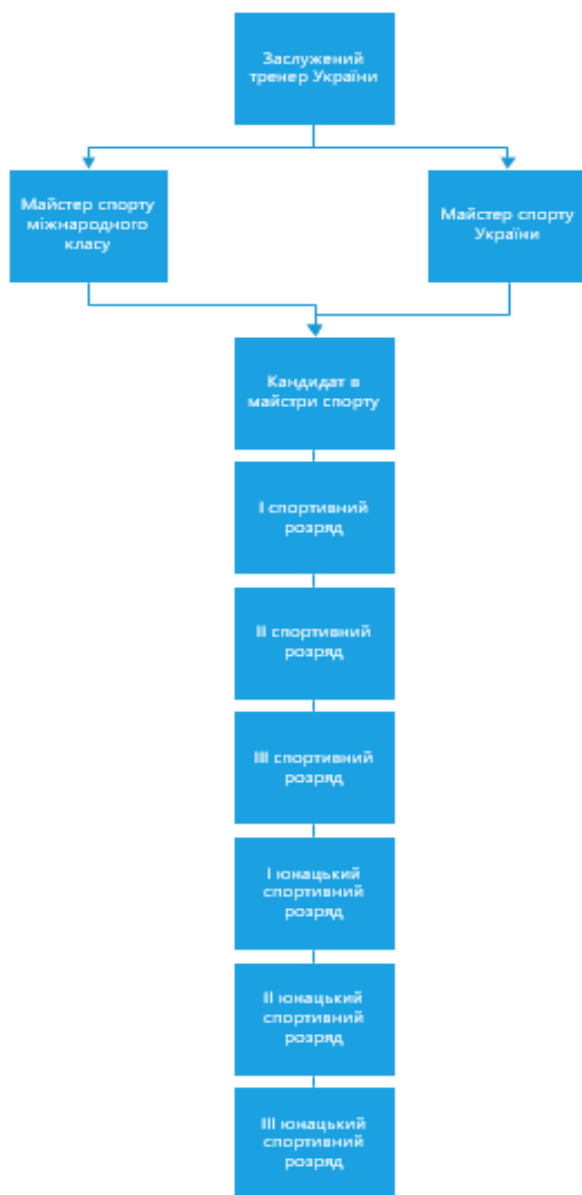 Заслужений
тренер України
Майстер спорту
міжнародного
класу
Майстер спорту
України
Кандидат в
майстри спорту
І спортивний
розряд
ІІ спортивний
розряд
ІІІ спортивний
розряд
І юнацький
спортивний
розряд
ІІ юнацький
спортивний
розряд
ІІІ юнацький
спортивний
розряд